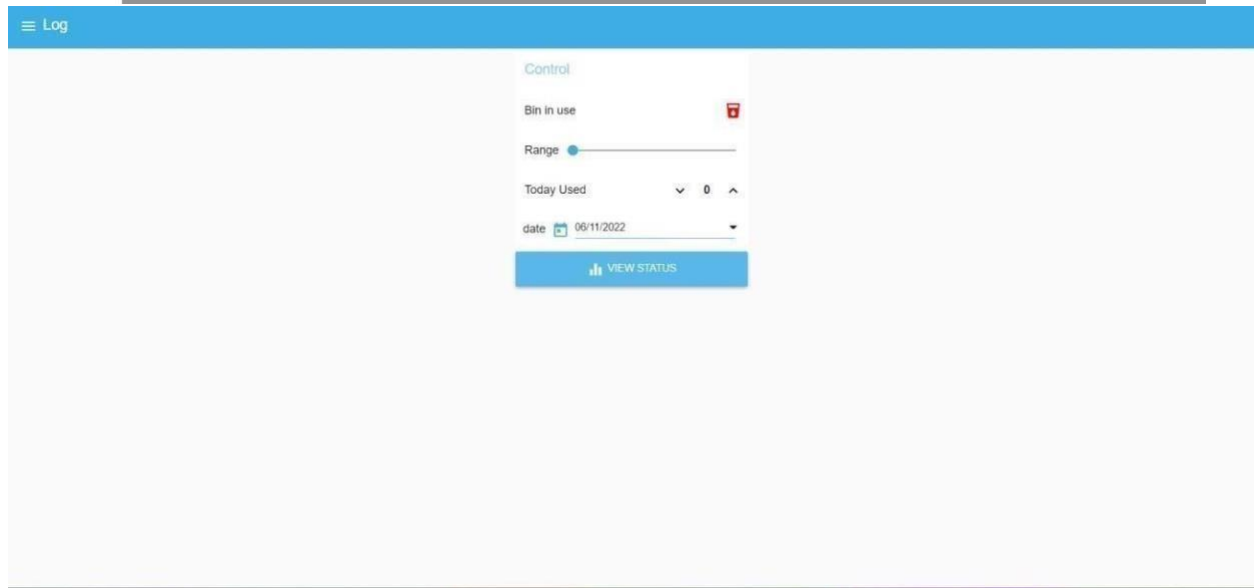 Log
Control
Bin in use
Range
Today Used 0
date 06/11/2022
VIEW STATUS